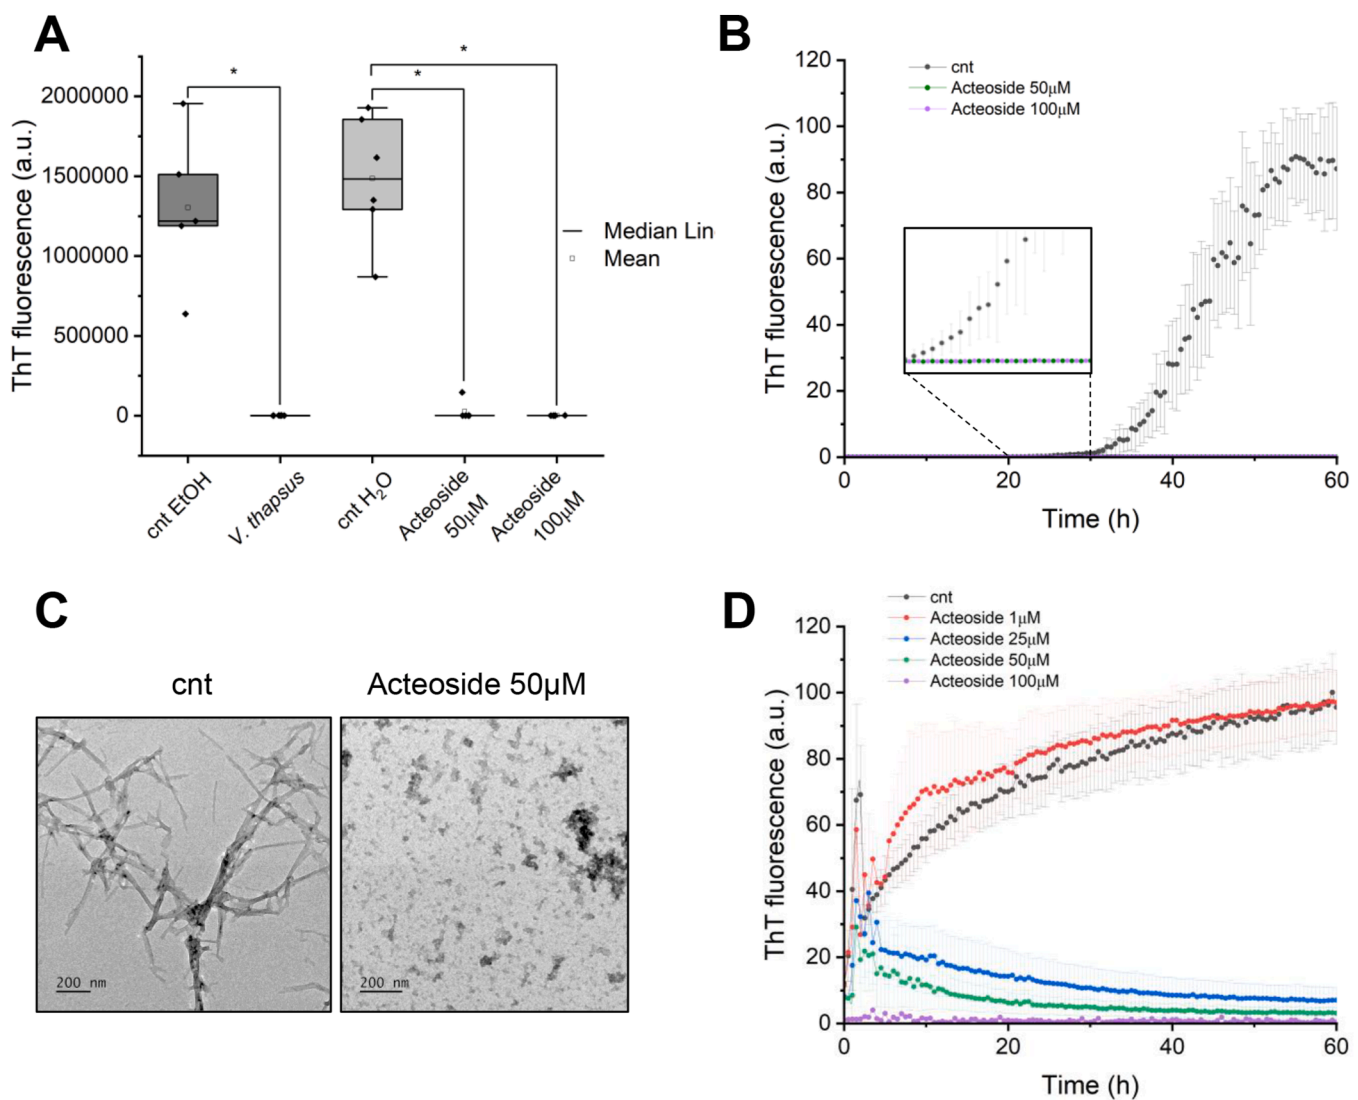 A
ThT fluorescence (a.u.)
2000000
1500000
1000000
500000
0
*
*
*
Median Lin
Mean
cnt EtOH
V. thapsus
cnt H₂O
Acteoside
50μM
Acteoside
100μM
B
ThT fluorescence (a.u.)
120
100
80
60
40
20
0
cnt
Acteoside 50μM
Acteoside 100μM
0
20
40
60
Time (h)
C
cnt
Acteoside 50μM
200 nm
200 nm
D
ThT fluorescence (a.u.)
cnt
Acteoside 1μM
Acteoside 25μM
Acteoside 50μM
Acteoside 100μM
120
100
80
60
40
20
0
0
20
40
60
Time (h)